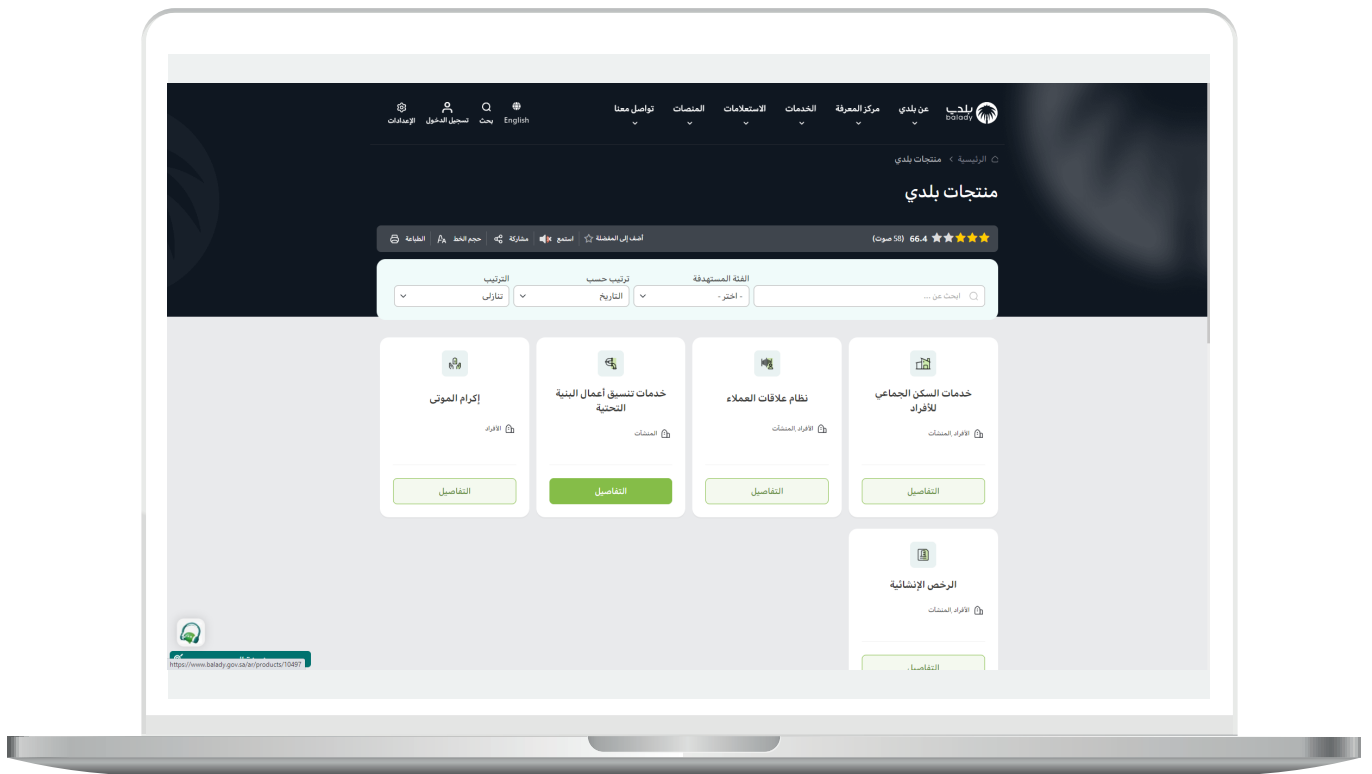 بلدي
balady
عن بلدي
مركز المعرفة
الخدمات
الاستعلامات
المنصات
تواصل معنا
English
بحث
تسجيل الدخول
الإعدادات
الرئيسية
منتجات بلدي
منتجات بلدي
66.4 (58 صوت)
أضف إلى المفضلة
استمع
مشاركة
حجم الخط
الطباعة
الفئة المستهدفة
ترتيب حسب
الترتيب
ابحث عن ...
- اختر -
التاريخ
تنازلى
خدمات السكن الجماعي
للأفراد
الأفراد ,المنشآت
التفاصيل
نظام علاقات العملاء
الأفراد ,المنشآت
التفاصيل
خدمات تنسيق أعمال البنية
التحتية
المنشآت
التفاصيل
إكرام الموتى
الأفراد
التفاصيل
الرخص الإنشائية
الأفراد ,المنشآت
التفاصيل
https://www.balady.gov.sa/ar/products/10497